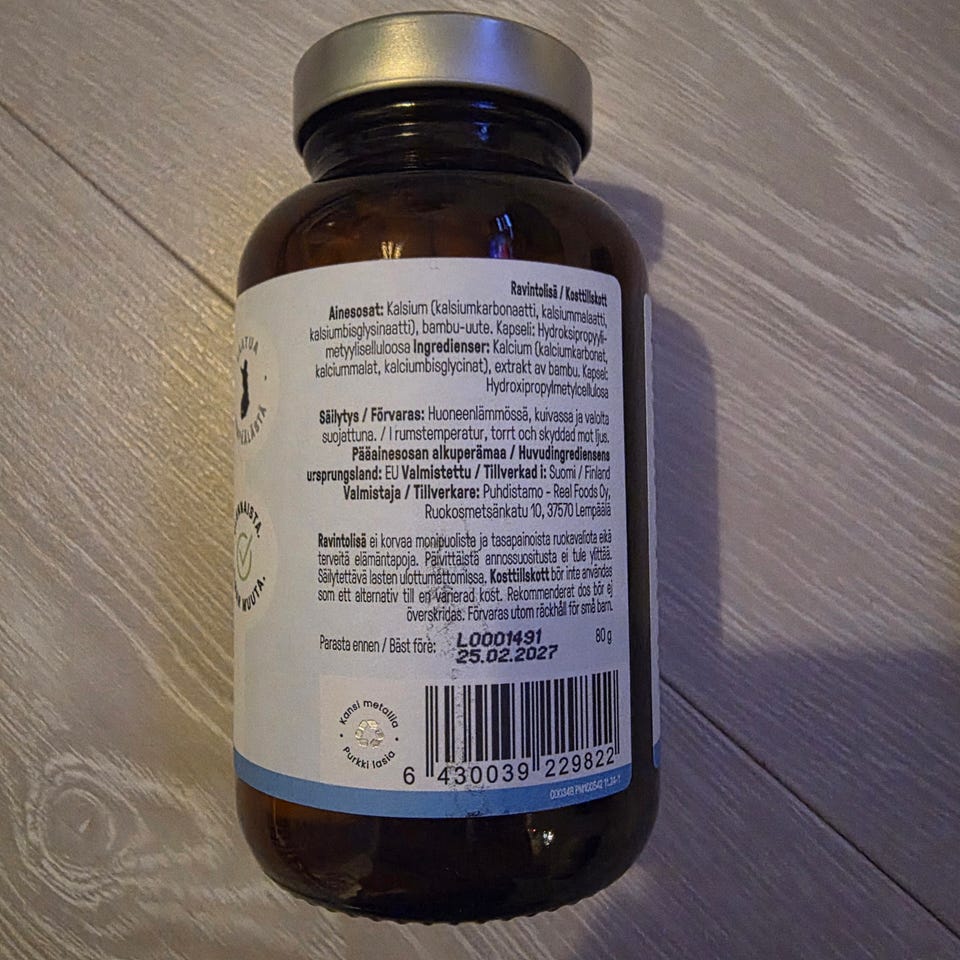 Ravintolisä / Kosttillskott
Ainesosat: Kalsium (kalsiumkarbonaatti, kalsiummalaatti,
kalsiumbisglysinaatti), bambu-uute. Kapseli: Hydroksipropyyli-
metyyliselluloosa Ingredienser: Kalcium (kalciumkarbonat,
kalciummalat, kalciumbisglycinat), extrakt av bambu. Kapsel:
Hydroxipropylmetylcellulosa
Säilytys / Förvaras: Huoneenlämmössä, kuivassa ja valolta
suojattuna. / I rumstemperatur, torrt och skyddad mot ljus.
Pääainesosan alkuperämaa / Huvudingrediensens
ursprungsland: EU Valmistettu / Tillverkad i: Suomi / Finland
Valmistaja / Tillverkare: Puhdistamo - Real Foods Oy,
Ruokosmetsänkatu 10, 37570 Lempäälä
Ravintolisä ei korvaa monipuolista ja tasapainoista ruokavaliota eikä
terveitä elämäntapoja. Päivittäistä annossuositusta ei tule ylittää.
Säilytettävä lasten ulottumattomissa. Kosttillskott bör inte användas
som ett alternativ till en varierad kost. Rekommenderat dos bör ej
överskridas. Förvaras utom räckhåll för små barn.
Parasta ennen / Bäst före: L0001491 80 g
25.02.2027
Kansi metallia
Purkki lasia
6 430039 229822
MUUTA.